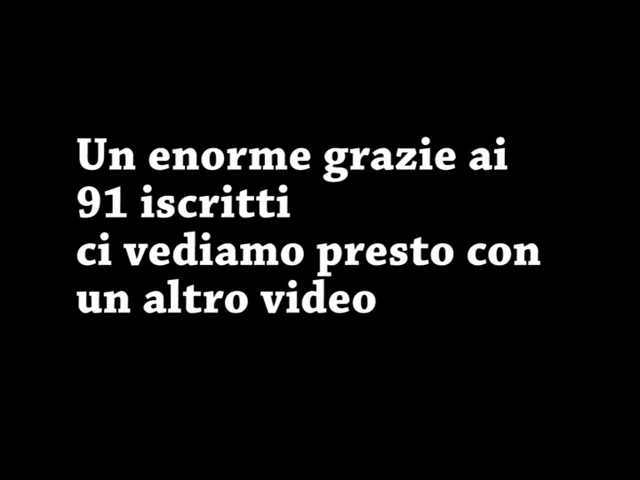 Un enorme grazie ai
91 iscritti
ci vediamo presto con
un altro video